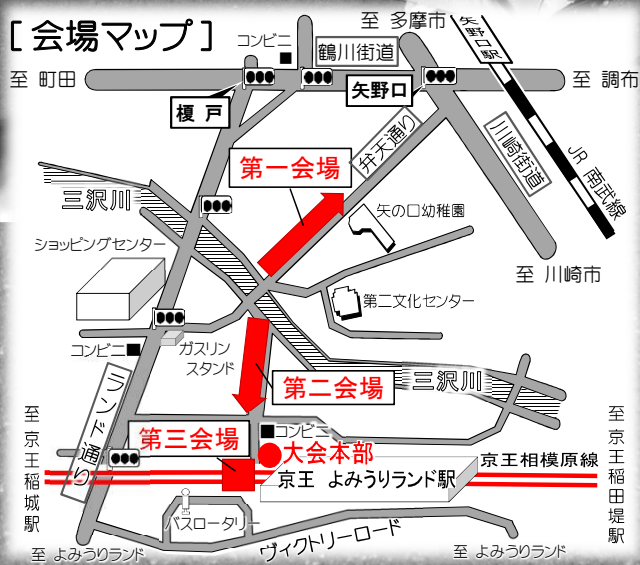 ［会場マップ］
至 多摩市
矢野口駅
コンビニ
鶴川街道
至 町田
至 調布
榎戸
矢野口
弁天通り
川崎街道
JR 南武線
第一会場
三沢川
矢の口幼稚園
ショッピングセンター
至 川崎市
第二文化センター
コンビニ
ガスリン
スタンド
三沢川
第二会場
ランド通り
至 京王稲城駅
至 京王稲田堤駅
第三会場
コンビニ
大会本部
京王相模原線
京王 よみうりランド駅
バスロータリー
ヴィクトリーロード
至 よみうりランド
至 よみうりランド